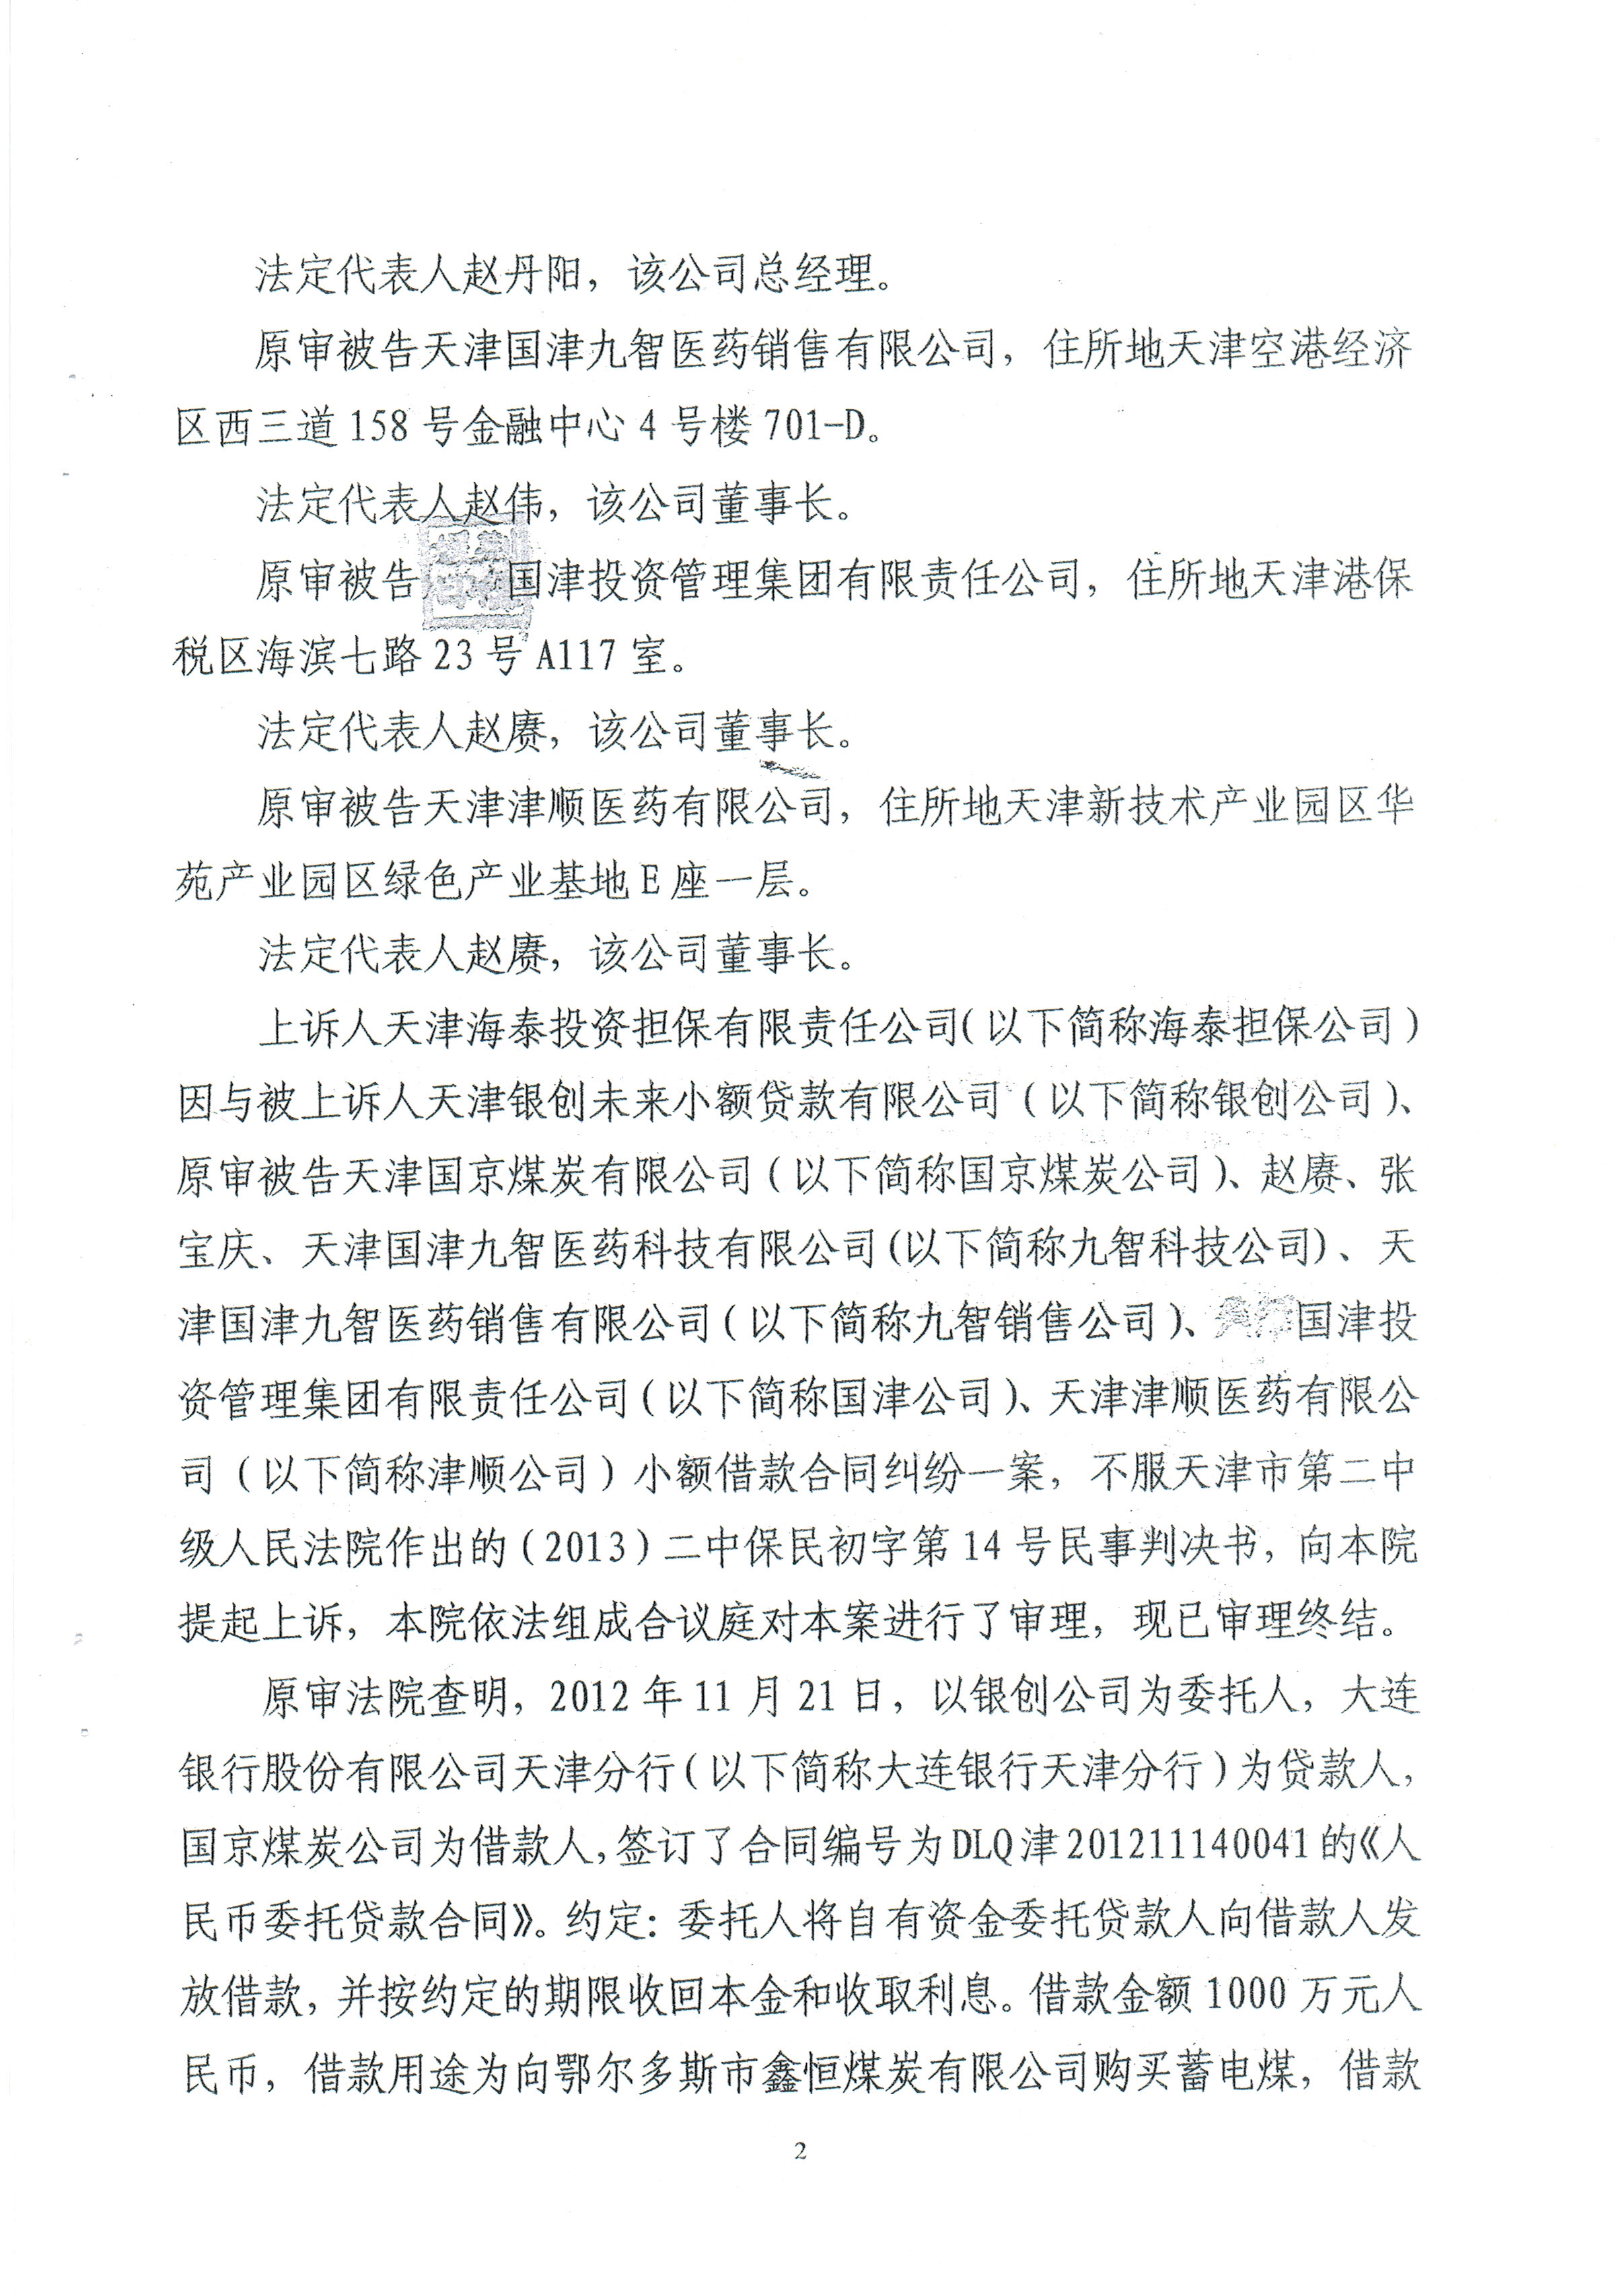 法定代表人赵丹阳，该公司总经理。
原审被告天津国津九智医药销售有限公司，住所地天津空港经济
区西三道 158 号金融中心 4 号楼 701-D。
法定代表人赵伟，该公司董事长。
原审被告国津投资管理集团有限责任公司，住所地天津港保
税区海滨七路 23 号 A117 室。
法定代表人赵赓，该公司董事长。
原审被告天津津顺医药有限公司，住所地天津新技术产业园区华
苑产业园区绿色产业基地 E 座一层。
法定代表人赵赓，该公司董事长。
上诉人天津海泰投资担保有限责任公司（以下简称海泰担保公司）
因与被上诉人天津银创未来小额贷款有限公司（以下简称银创公司）、
原审被告天津国京煤炭有限公司（以下简称国京煤炭公司）、赵赓、张
宝庆、天津国津九智医药科技有限公司(以下简称九智科技公司)、天
津国津九智医药销售有限公司（以下简称九智销售公司）、国津投
资管理集团有限责任公司（以下简称国津公司）、天津津顺医药有限公
司（以下简称津顺公司）小额借款合同纠纷一案，不服天津市第二中
级人民法院作出的（2013）二中保民初字第 14 号民事判决书，向本院
提起上诉，本院依法组成合议庭对本案进行了审理，现已审理终结。
原审法院查明，2012 年 11 月 21 日，以银创公司为委托人，大连
银行股份有限公司天津分行（以下简称大连银行天津分行）为贷款人，
国京煤炭公司为借款人，签订了合同编号为 DLQ 津 201211140041 的《人
民币委托贷款合同》。约定：委托人将自有资金委托贷款人向借款人发
放借款，并按约定的期限收回本金和收取利息。借款金额 1000 万元人
民币，借款用途为向鄂尔多斯市鑫恒煤炭有限公司购买蓄电煤，借款
2